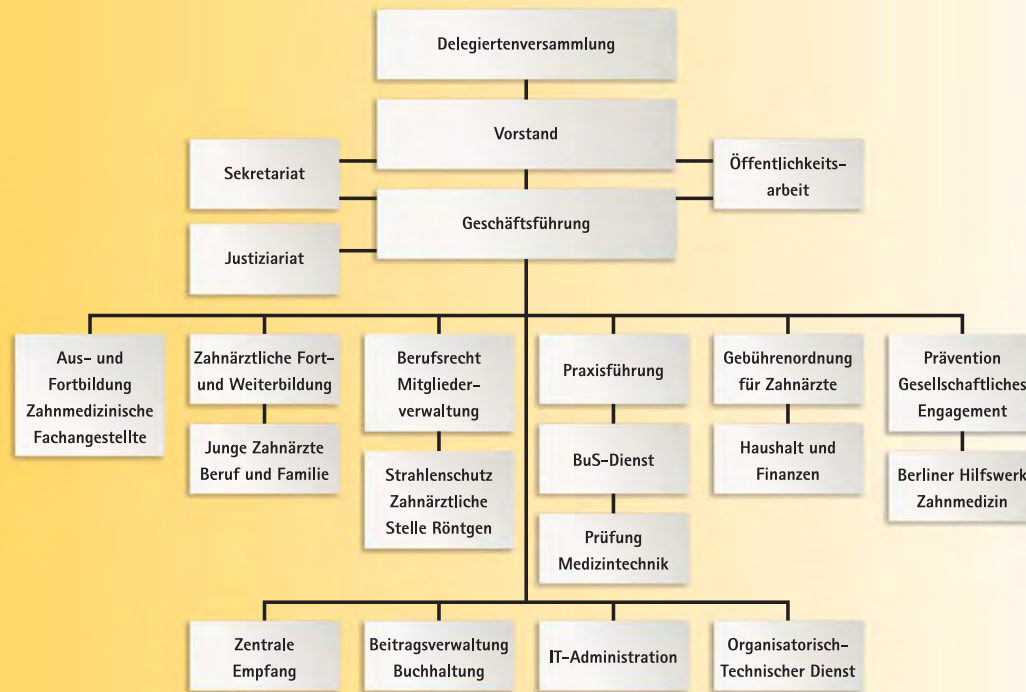 Delegiertenversammlung
Vorstand
Sekretariat
Öffentlichkeits-
arbeit
Geschäftsführung
Justiziariat
Aus- und
Fortbildung
Zahnmedizinische
Fachangestellte
Zahnärztliche Fort-
und Weiterbildung
Junge Zahnärzte
Beruf und Familie
Berufsrecht
Mitglieder-
verwaltung
Strahlenschutz
Zahnärztliche
Stelle Röntgen
Praxisführung
BuS-Dienst
Prüfung
Medizintechnik
Gebührenordnung
für Zahnärzte
Haushalt und
Finanzen
Prävention
Gesellschaftliches
Engagement
Berliner Hilfswerk
Zahnmedizin
Zentrale
Empfang
Beitragsverwaltung
Buchhaltung
IT-Administration
Organisatorisch-
Technischer Dienst